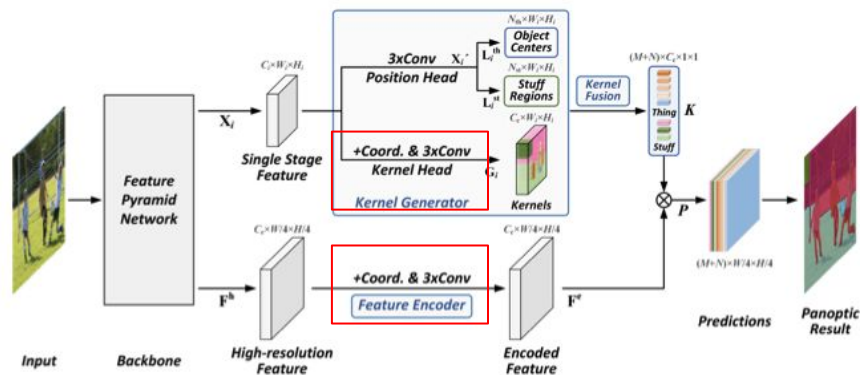 Input
Feature
Pyramid
Network
Backbone
X_i
F^h
C_i×W_i×H_i
Single Stage
Feature
C_e×W/4×H/4
High-resolution
Feature
3xConv
Position Head
X_i′
L_i^th
L_i^st
N_th×W_i×H_i
Object
Centers
N_st×W_i×H_i
Stuff
Regions
+Coord. & 3xConv
Kernel Head
G_i
C_e×W_i×H_i
Kernels
Kernel Generator
+Coord. & 3xConv
Feature Encoder
C_e×W/4×H/4
Encoded
Feature
F^e
Kernel
Fusion
(M+N)×C_e×1×1
Thing
Stuff
K
P
(M+N)×W/4×H/4
Predictions
Panoptic
Result